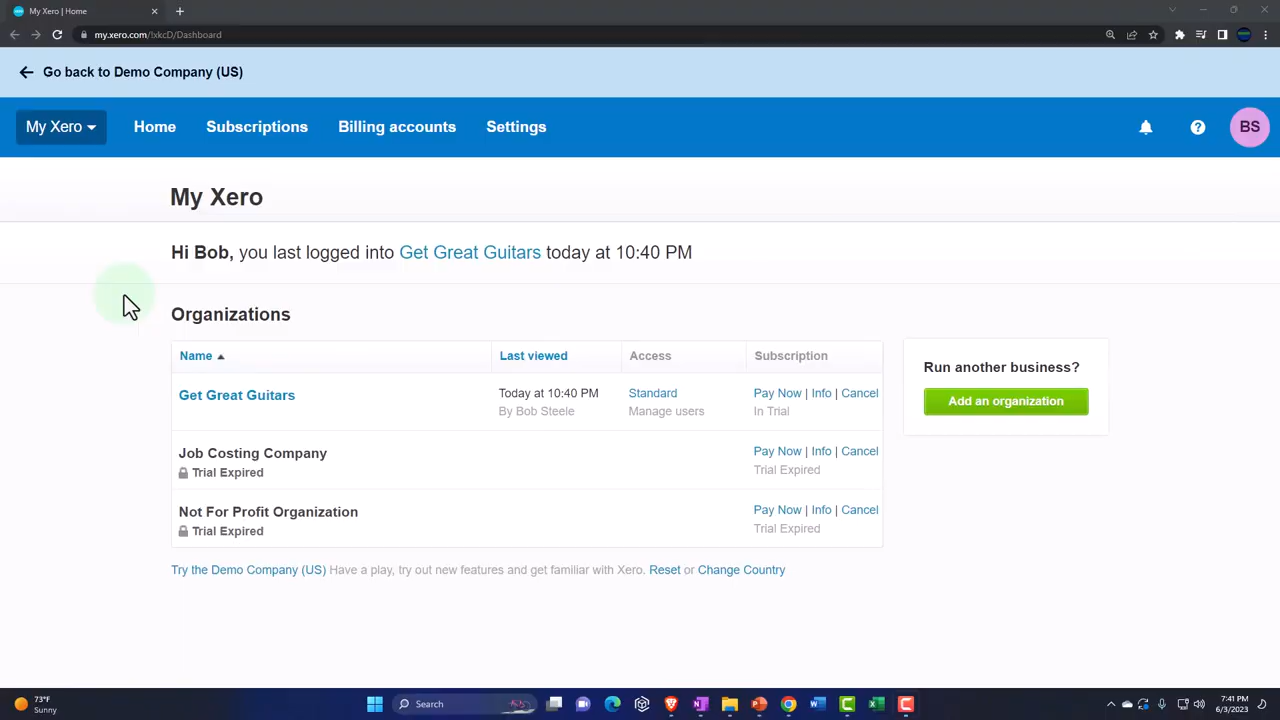 My Xero | Home
my.xero.com/!xkcD/Dashboard
Go back to Demo Company (US)
My Xero Home Subscriptions Billing accounts Settings BS
My Xero
Hi Bob, you last logged into Get Great Guitars today at 10:40 PM
Organizations
Name Last viewed Access Subscription
Get Great Guitars Today at 10:40 PM Standard Pay Now | Info | Cancel
By Bob Steele Manage users In Trial
Job Costing Company Pay Now | Info | Cancel
Trial Expired Trial Expired
Not For Profit Organization Pay Now | Info | Cancel
Trial Expired Trial Expired
Run another business?
Add an organization
Try the Demo Company (US) Have a play, try out new features and get familiar with Xero. Reset or Change Country
73°F
Sunny
Search
7:41 PM
6/3/2023